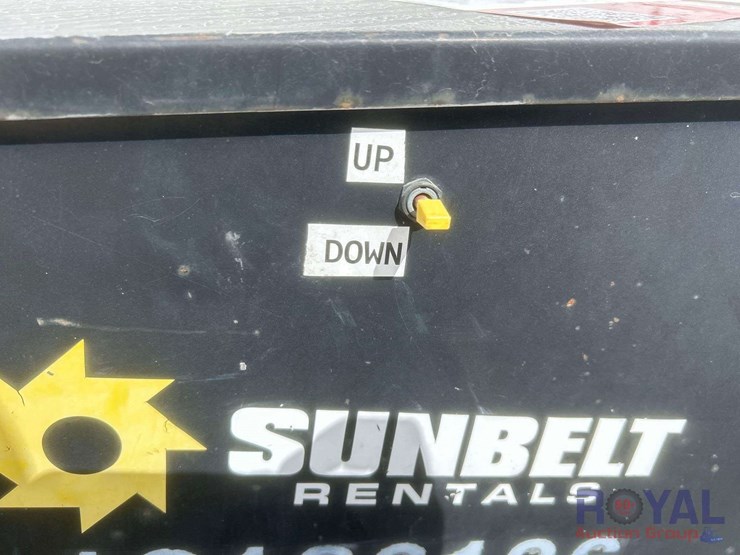 UP
DOWN
SUNBELT
RENTALS
ROYAL
Auction Group